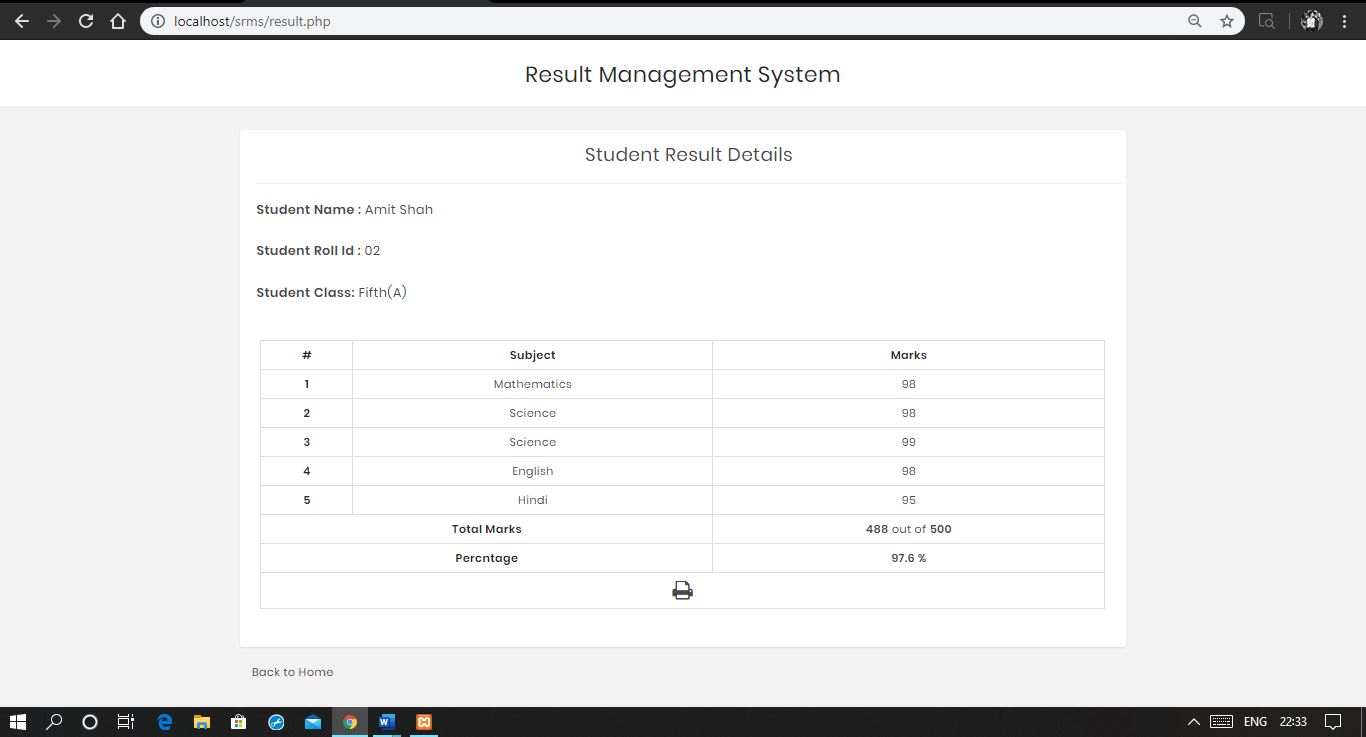 localhost/srms/result.php
Result Management System
Student Result Details
Student Name : Amit Shah
Student Roll Id : 02
Student Class: Fifth(A)
# Subject Marks
1 Mathematics 98
2 Science 98
3 Science 99
4 English 98
5 Hindi 95
Total Marks 488 out of 500
Percntage 97.6 %
Back to Home
ENG 22:33